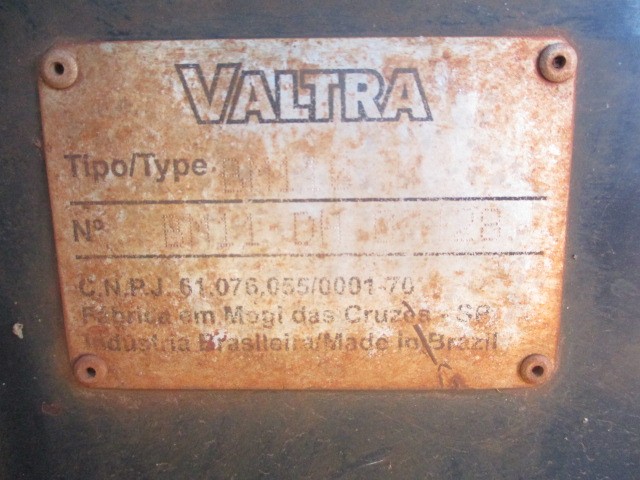 VALTRA
Tipo/Type
Nº
C.N.P.J. 61.076.055/0001-70
Fábrica em Mogi das Cruzes - SP
Indústria Brasileira/Made in Brazil